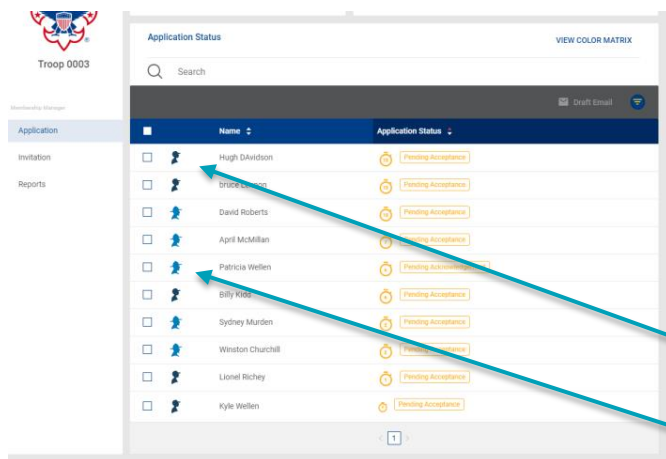 Application Status
VIEW COLOR MATRIX
Troop 0003
Search
Membership Manager
Draft Email
Application
Name
Application Status
Hugh DAvidson
Pending Acceptance
Invitation
Reports
bruce
Pending Acceptance
David Roberts
Pending Acceptance
April McMillan
Pending Acceptance
Patricia Wellen
Pending
Billy Kidd
Pending Acceptance
Sydney Murden
Pending Acceptance
Winston Churchill
Pending Acceptance
Lionel Richey
Pending Acceptance
Kyle Wellen
Pending Acceptance
1